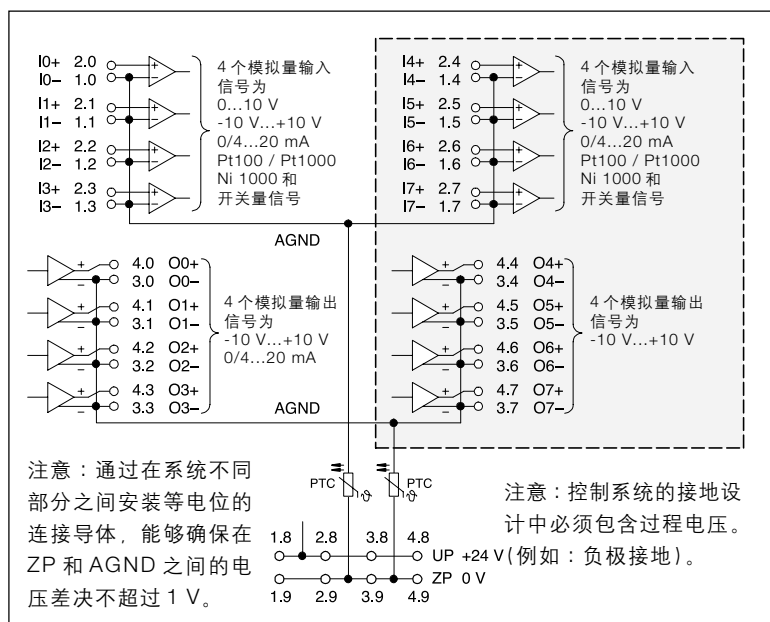 I0+ 2.0
I0– 1.0
I1+ 2.1
I1– 1.1
I2+ 2.2
I2– 1.2
I3+ 2.3
I3– 1.3
4个模拟量输入
信号为
0...10 V
-10 V...+10 V
0/4...20 mA
Pt100 / Pt1000
Ni 1000 和
开关量信号
I4+ 2.4
I4– 1.4
I5+ 2.5
I5– 1.5
I6+ 2.6
I6– 1.6
I7+ 2.7
I7– 1.7
4个模拟量输入
信号为
0...10 V
-10 V...+10 V
0/4...20 mA
Pt100 / Pt1000
Ni 1000 和
开关量信号
AGND
4.0 O0+
3.0 O0–
4.1 O1+
3.1 O1–
4.2 O2+
3.2 O2–
4.3 O3+
3.3 O3–
4个模拟量输出
信号为
-10 V...+10 V
0/4...20 mA
4.4 O4+
3.4 O4–
4.5 O5+
3.5 O5–
4.6 O6+
3.6 O6–
4.7 O7+
3.7 O7–
4个模拟量输出
信号为
-10 V...+10 V
AGND
PTC ϑ
ϑ PTC
注意：通过在系统不同
部分之间安装等电位的
连接导体，能够确保在
ZP 和 AGND 之间的电
压差决不超过 1 V。
1.8 2.8 3.8 4.8
UP +24 V
ZP 0 V
1.9 2.9 3.9 4.9
注意：控制系统的接地设
计中必须包含过程电压。
(例如：负极接地)。